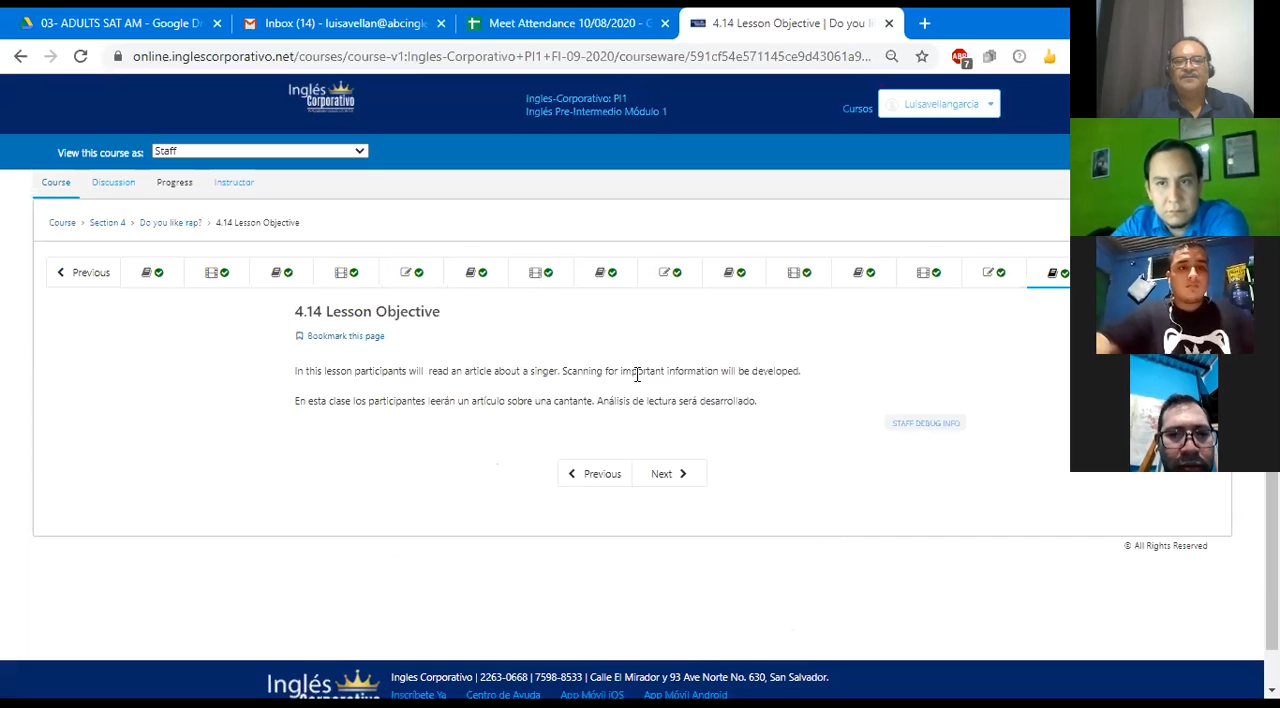 03- ADULTS SAT AM - Google Dr
Inbox (14) - luisavellan@abcingle
Meet Attendance 10/08/2020 - G
4.14 Lesson Objective | Do you lik
online.inglescorporativo.net/courses/course-v1:Ingles-Corporativo+PI1+FI-09-2020/courseware/591cf54e571145ce9d43061a9...
7
Inglés
Corporativo
Ingles-Corporativo: PI1
Inglés Pre-Intermedio Módulo 1
Cursos
Luisavellangarcia
View this course as:
Staff
Course
Discussion
Progress
Instructor
Course > Section 4 > Do you like rap? > 4.14 Lesson Objective
Previous
4.14 Lesson Objective
Bookmark this page
In this lesson participants will read an article about a singer. Scanning for important information will be developed.
En esta clase los participantes leerán un artículo sobre una cantante. Análisis de lectura será desarrollado.
STAFF DEBUG INFO
Previous
Next
© All Rights Reserved
Inglés
Ingles Corporativo | 2263-0668 | 7598-8533 | Calle El Mirador y 93 Ave Norte No. 630, San Salvador.
Inscríbete Ya
Centro de Ayuda
App Móvil iOS
App Móvil Android